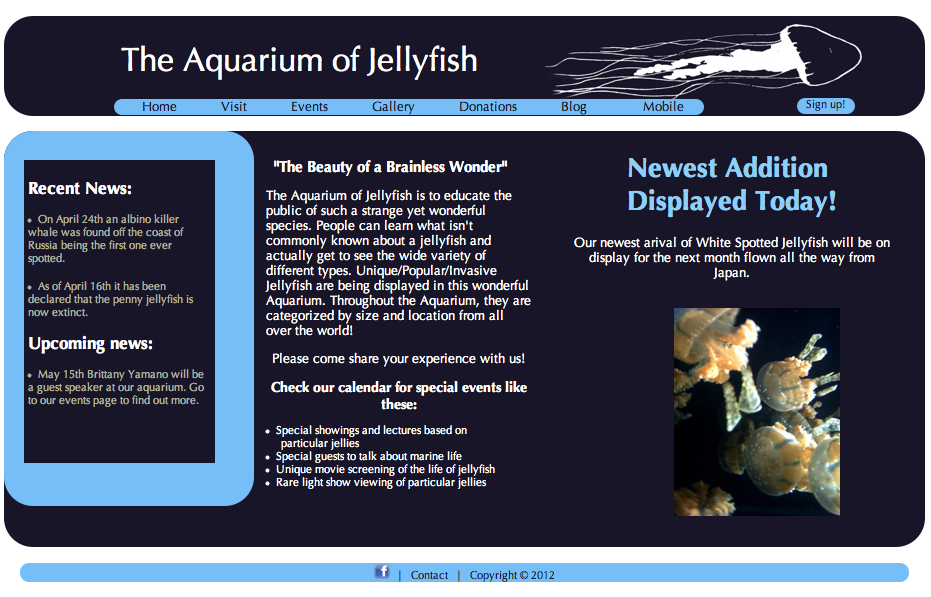 The Aquarium of Jellyfish
Home Visit Events Gallery Donations Blog Mobile Sign up!
Recent News:
• On April 24th an albino killer
whale was found off the coast of
Russia being the first one ever
spotted.
• As of April 16th it has been
declared that the penny jellyfish is
now extinct.
Upcoming news:
• May 15th Brittany Yamano will be
a guest speaker at our aquarium. Go
to our events page to find out more.
"The Beauty of a Brainless Wonder"
The Aquarium of Jellyfish is to educate the
public of such a strange yet wonderful
species. People can learn what isn't
commonly known about a jellyfish and
actually get to see the wide variety of
different types. Unique/Popular/Invasive
Jellyfish are being displayed in this wonderful
Aquarium. Throughout the Aquarium, they are
categorized by size and location from all
over the world!
Please come share your experience with us!
Check our calendar for special events like
these:
• Special showings and lectures based on
particular jellies
• Special guests to talk about marine life
• Unique movie screening of the life of jellyfish
• Rare light show viewing of particular jellies
Newest Addition
Displayed Today!
Our newest arival of White Spotted Jellyfish will be on
display for the next month flown all the way from
Japan.
f | Contact | Copyright © 2012